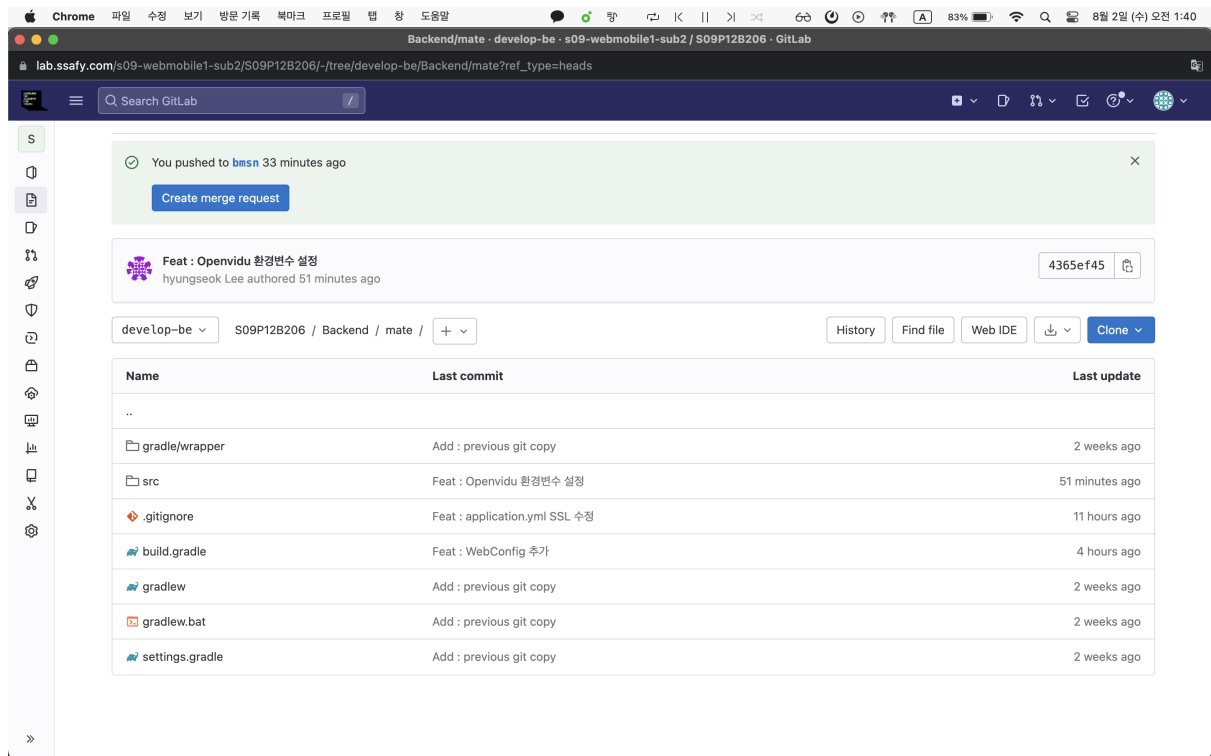 Chrome 파일 수정 보기 방문 기록 북마크 프로필 탭 창 도움말 A 83% 8월 2일 (수) 오전 1:40
Backend/mate · develop-be · s09-webmobile1-sub2 / S09P12B206 · GitLab
lab.ssafy.com/s09-webmobile1-sub2/S09P12B206/-/tree/develop-be/Backend/mate?ref_type=heads
Search GitLab /
S
You pushed to bmsn 33 minutes ago
Create merge request
Feat : Openvidu 환경변수 설정
hyungseok Lee authored 51 minutes ago
4365ef45
develop-be S09P12B206 / Backend / mate / + History Find file Web IDE Clone
Name Last commit Last update
..
gradle/wrapper Add : previous git copy 2 weeks ago
src Feat : Openvidu 환경변수 설정 51 minutes ago
.gitignore Feat : application.yml SSL 수정 11 hours ago
build.gradle Feat : WebConfig 추가 4 hours ago
gradlew Add : previous git copy 2 weeks ago
gradlew.bat Add : previous git copy 2 weeks ago
settings.gradle Add : previous git copy 2 weeks ago